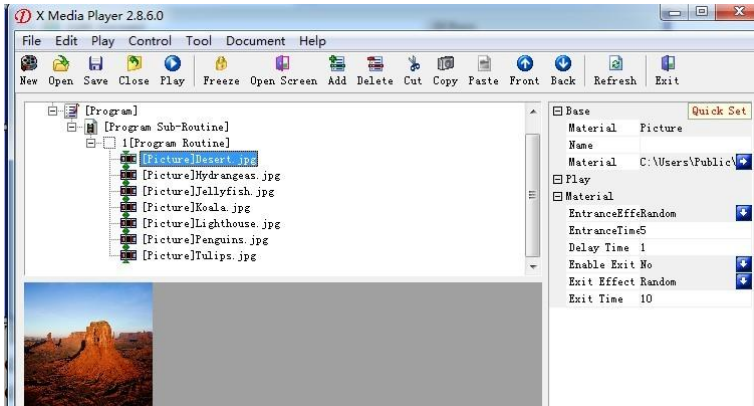 X Media Player 2.8.6.0
File Edit Play Control Tool Document Help
New Open Save Close Play Freeze Open Screen Add Delete Cut Copy Paste Front Back Refresh Exit
[Program]
[Program Sub-Routine]
1[Program Routine]
[Picture]Desert.jpg
[Picture]Hydrangeas.jpg
[Picture]Jellyfish.jpg
[Picture]Koala.jpg
[Picture]Lighthouse.jpg
[Picture]Penguins.jpg
[Picture]Tulips.jpg
Base Quick Set
Material Picture
Name
Material C:\Users\Public\
Play
Material
EntranceEffe Random
EntranceTime 5
Delay Time 1
Enable Exit No
Exit Effect Random
Exit Time 10